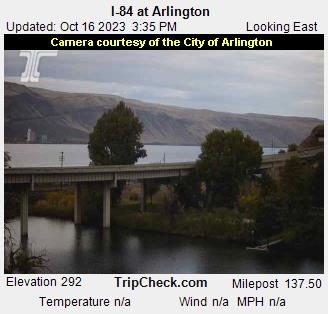 I-84 at Arlington
Updated: Oct 16 2023 3:35 PM Looking East
Camera courtesy of the City of Arlington
Elevation 292 TripCheck.com Milepost 137.50
Temperature n/a Wind n/a MPH n/a